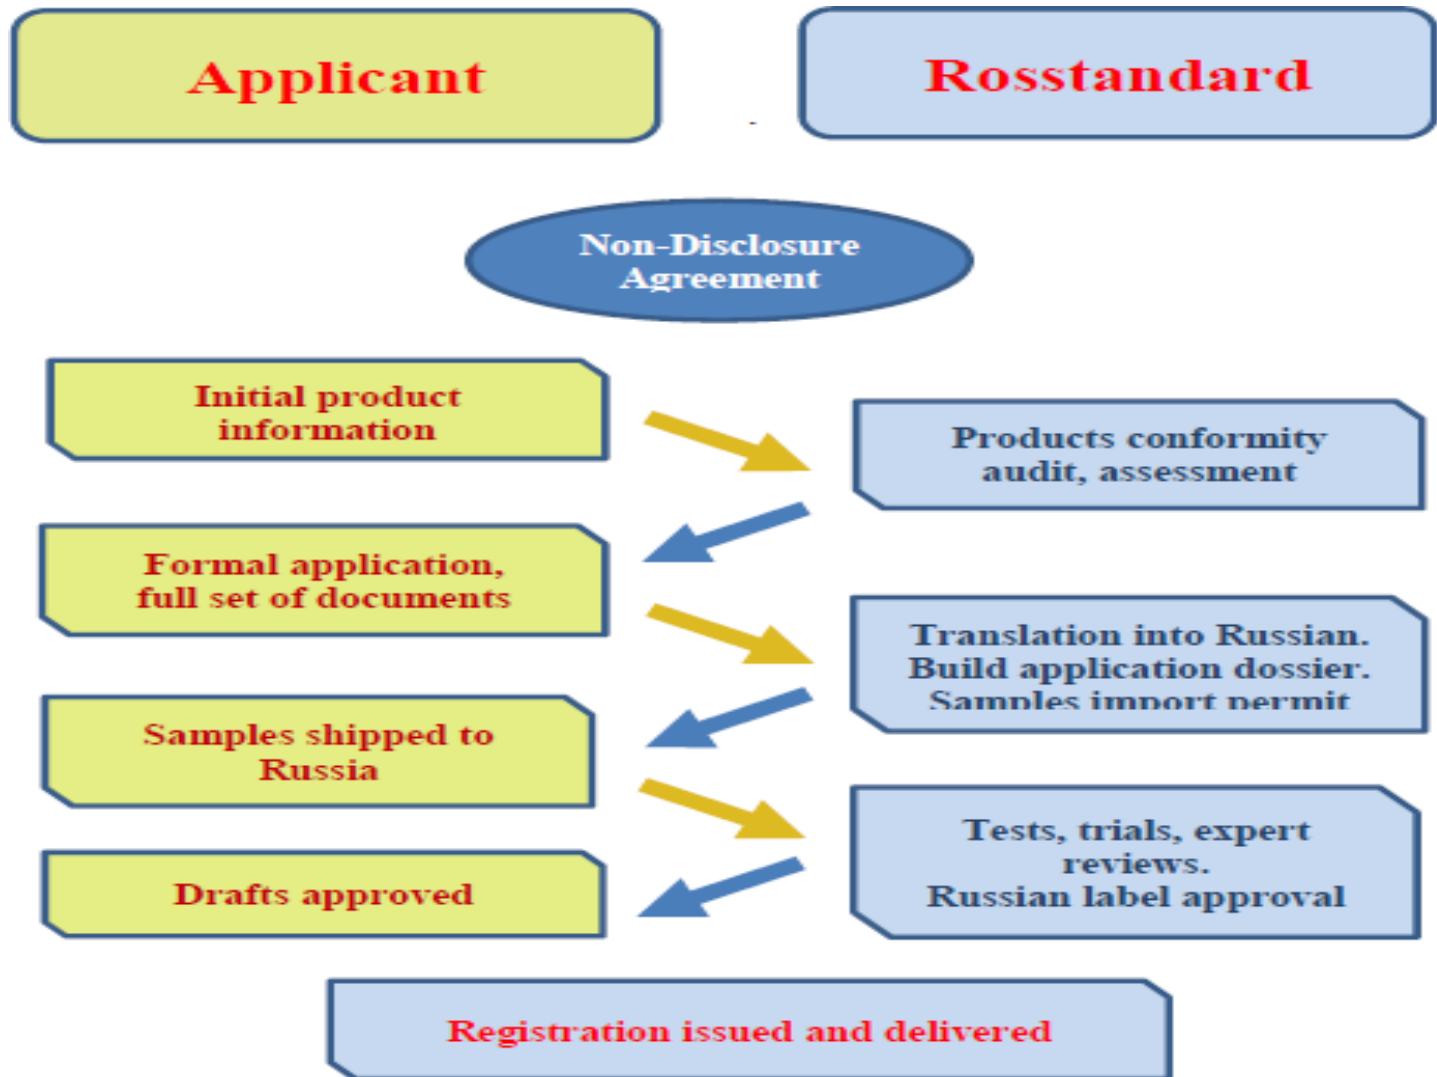 Applicant
Rosstandard
Non-Disclosure
Agreement
Initial product
information
Products conformity
audit, assessment
Formal application,
full set of documents
Translation into Russian.
Build application dossier.
Samples import permit
Samples shipped to
Russia
Tests, trials, expert
reviews.
Russian label approval
Drafts approved
Registration issued and delivered